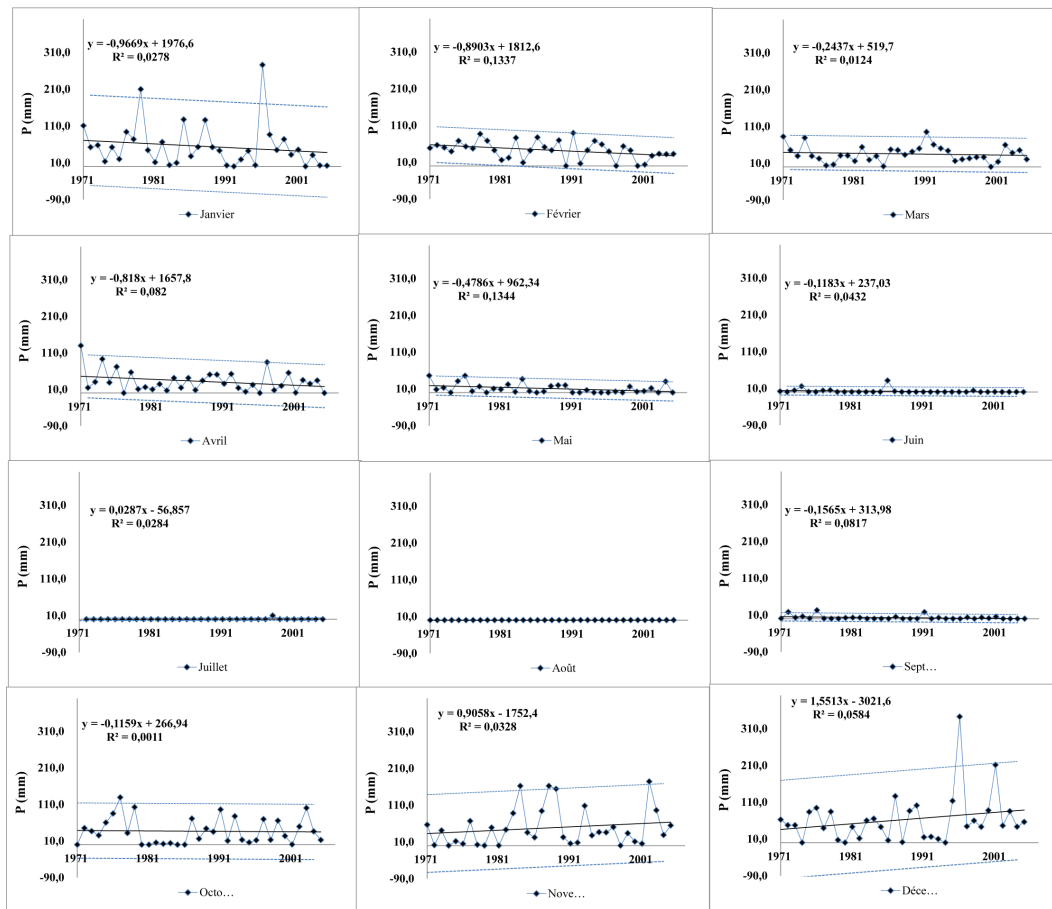 y = -0,9669x + 1976,6
R² = 0,0278
310,0
210,0
110,0
10,0
-90,0
P (mm)
1971
1981
1991
2001
Janvier
y = -0,8903x + 1812,6
R² = 0,1337
310,0
210,0
110,0
10,0
-90,0
1971
1981
1991
2001
Février
y = -0,2437x + 519,7
R² = 0,0124
310,0
210,0
110,0
10,0
-90,0
P (mm)
1971
1981
1991
2001
Mars
y = -0,818x + 1657,8
R² = 0,082
310,0
210,0
110,0
10,0
-90,0
P (mm)
1971
1981
1991
2001
Avril
y = -0,4786x + 962,34
R² = 0,1344
310,0
210,0
110,0
10,0
-90,0
P (mm)
1971
1981
1991
2001
Mai
y = -0,1183x + 237,03
R² = 0,0432
310,0
210,0
110,0
10,0
-90,0
P (mm)
1971
1981
1991
2001
Juin
y = 0,0287x - 56,857
R² = 0,0284
310,0
210,0
110,0
10,0
-90,0
P (mm)
1971
1981
1991
2001
Juillet
310,0
210,0
110,0
10,0
-90,0
P (mm)
1971
1981
1991
2001
Août
y = -0,1565x + 313,98
R² = 0,0817
310,0
210,0
110,0
10,0
-90,0
P (mm)
1971
1981
1991
2001
Sept…
y = -0,1159x + 266,94
R² = 0,0011
310,0
210,0
110,0
10,0
-90,0
P (mm)
1971
1981
1991
2001
Octo…
y = 0,9058x - 1752,4
R² = 0,0328
310,0
210,0
110,0
10,0
-90,0
P (mm)
1971
1981
1991
2001
Nove…
y = 1,5513x - 3021,6
R² = 0,0584
310,0
210,0
110,0
10,0
-90,0
P (mm)
1971
1981
1991
2001
Déce…